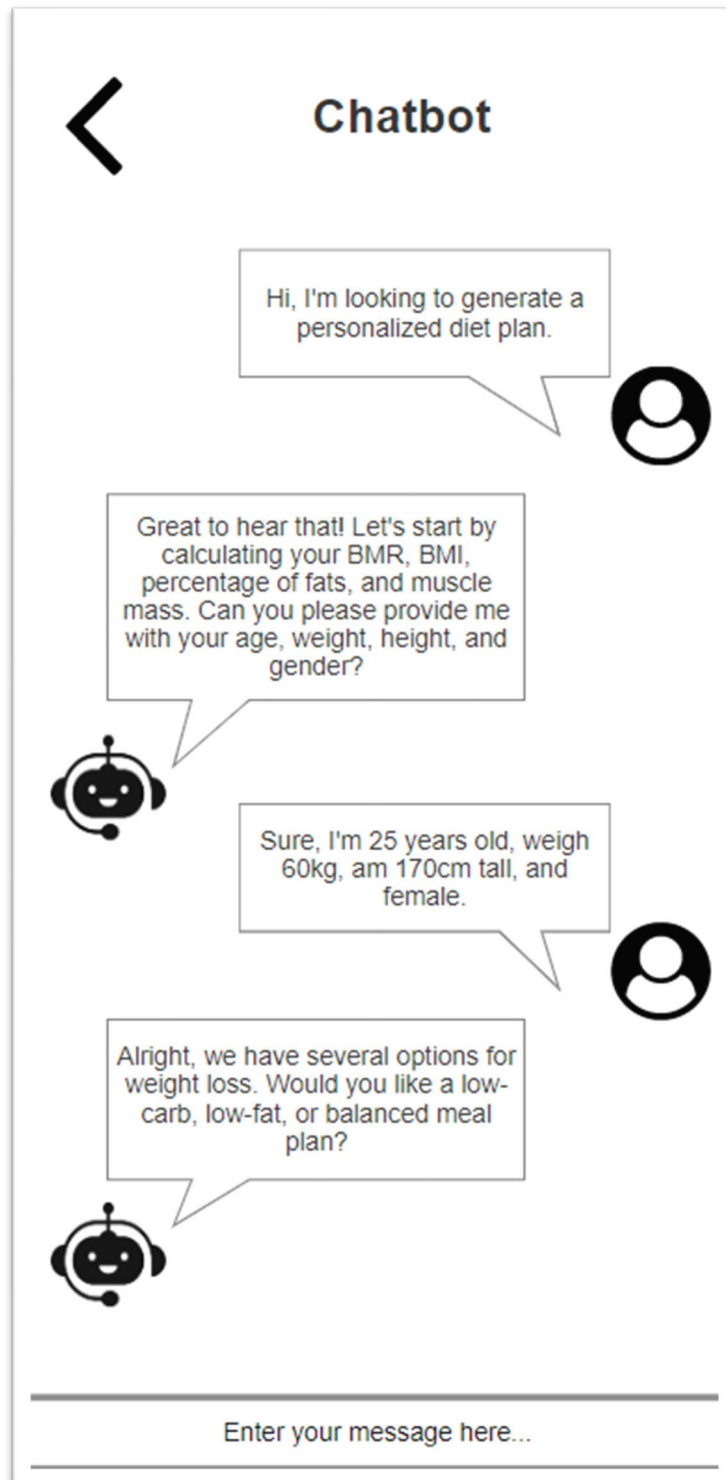 Chatbot
Hi, I'm looking to generate a
personalized diet plan.
Great to hear that! Let's start by
calculating your BMR, BMI,
percentage of fats, and muscle
mass. Can you please provide me
with your age, weight, height, and
gender?
Sure, I'm 25 years old, weigh
60kg, am 170cm tall, and
female.
Alright, we have several options for
weight loss. Would you like a low-
carb, low-fat, or balanced meal
plan?
Enter your message here...